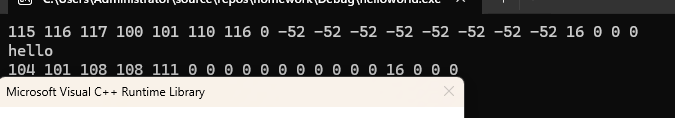 C:\Users\Administrator\source\repos\homework\Debug\helloworld.exe
115 116 117 100 101 110 116 0 -52 -52 -52 -52 -52 -52 -52 -52 16 0 0 0
hello
104 101 108 108 111 0 0 0 0 0 0 0 0 0 0 0 16 0 0 0
Microsoft Visual C++ Runtime Library